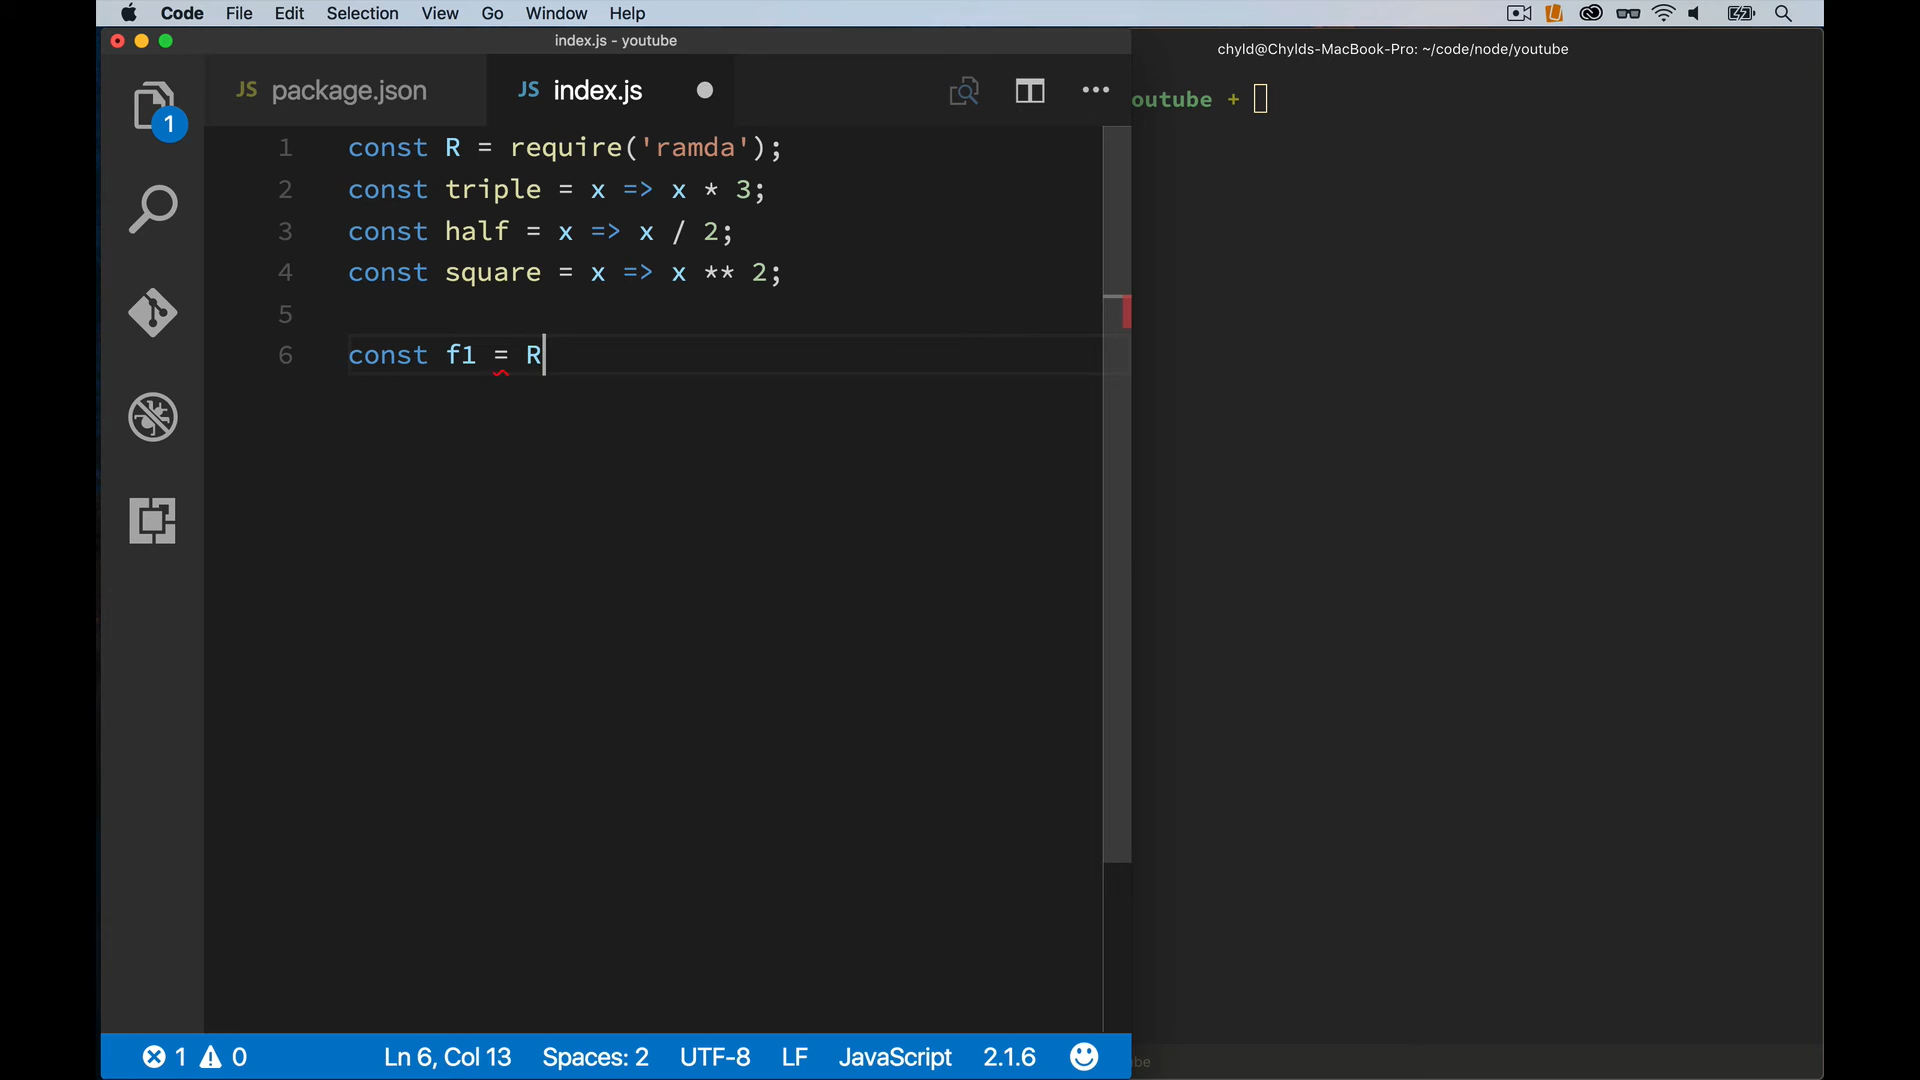 Code File Edit Selection View Go Window Help
index.js - youtube
chyld@Chylds-MacBook-Pro: ~/code/node/youtube
JS package.json
JS index.js
outube +
1
1 const R = require('ramda');
2 const triple = x => x * 3;
3 const half = x => x / 2;
4 const square = x => x ** 2;
5
6 const f1 = R
1 0 Ln 6, Col 13 Spaces: 2 UTF-8 LF JavaScript 2.1.6
be